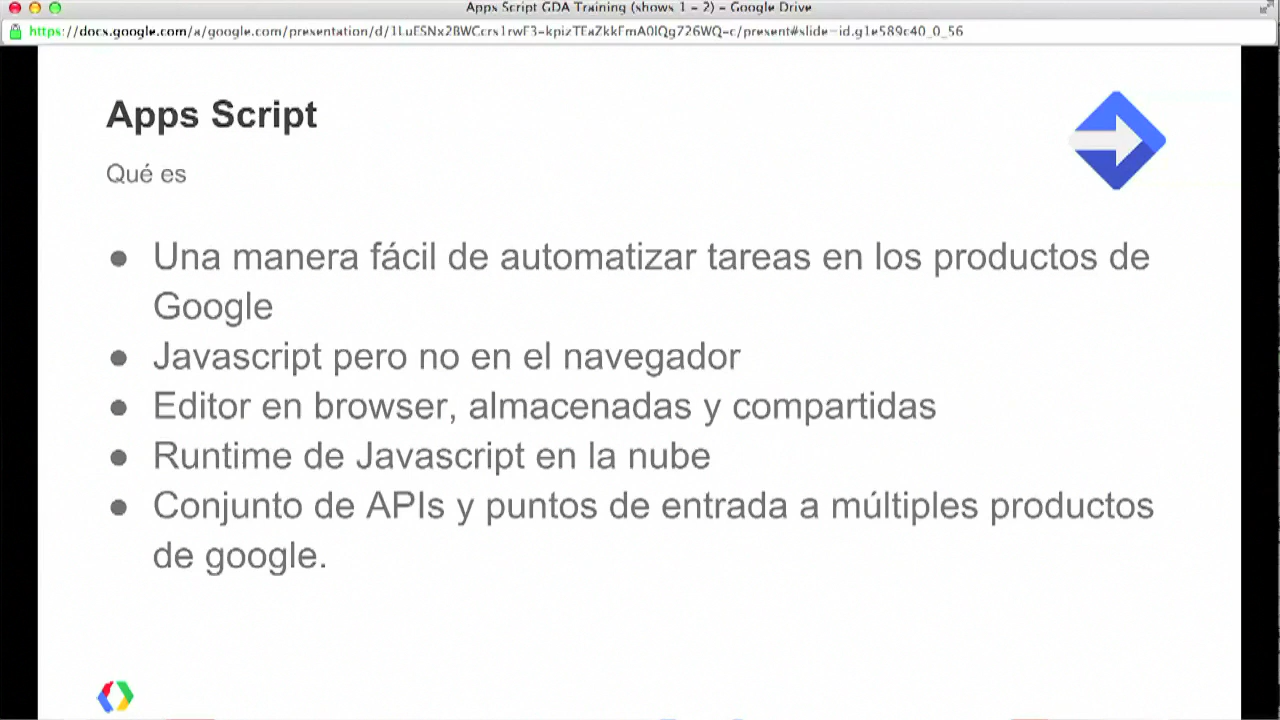 Apps Script GDA Training (shows 1 - 2) - Google Drive
Apps Script
Qué es
● Una manera fácil de automatizar tareas en los productos de
Google
● Javascript pero no en el navegador
● Editor en browser, almacenadas y compartidas
● Runtime de Javascript en la nube
● Conjunto de APIs y puntos de entrada a múltiples productos
de google.